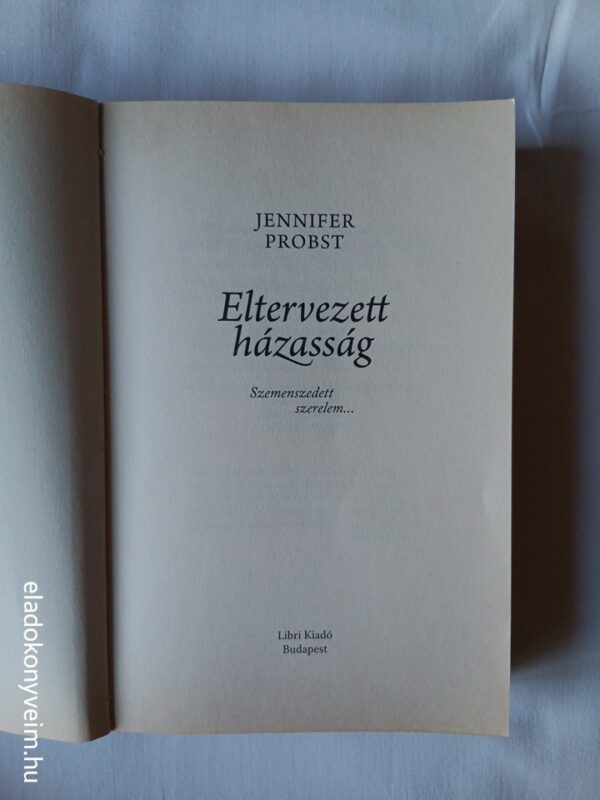 JENNIFER
PROBST
Eltervezett
házasság
Szemenszedett
szerelem...
Libri Kiadó
Budapest
eladokonyveim.hu